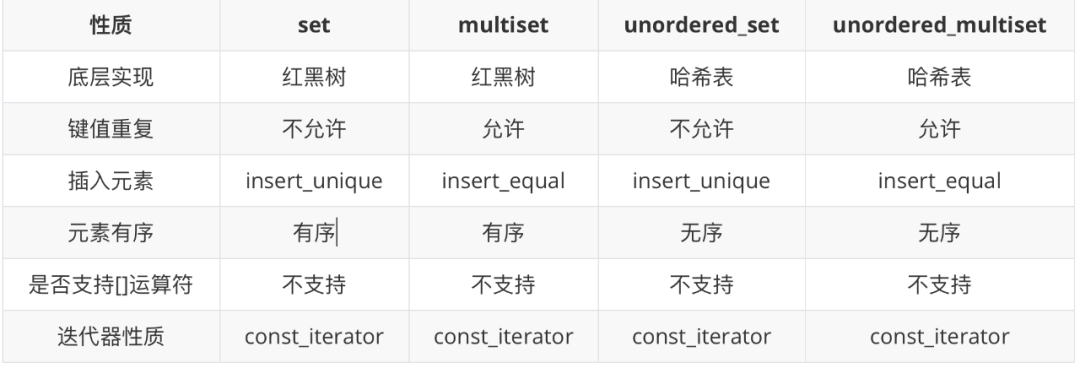 性质 set multiset unordered_set unordered_multiset
底层实现 红黑树 红黑树 哈希表 哈希表
键值重复 不允许 允许 不允许 允许
插入元素 insert_unique insert_equal insert_unique insert_equal
元素有序 有序 有序 无序 无序
是否支持[]运算符 不支持 不支持 不支持 不支持
迭代器性质 const_iterator const_iterator const_iterator const_iterator